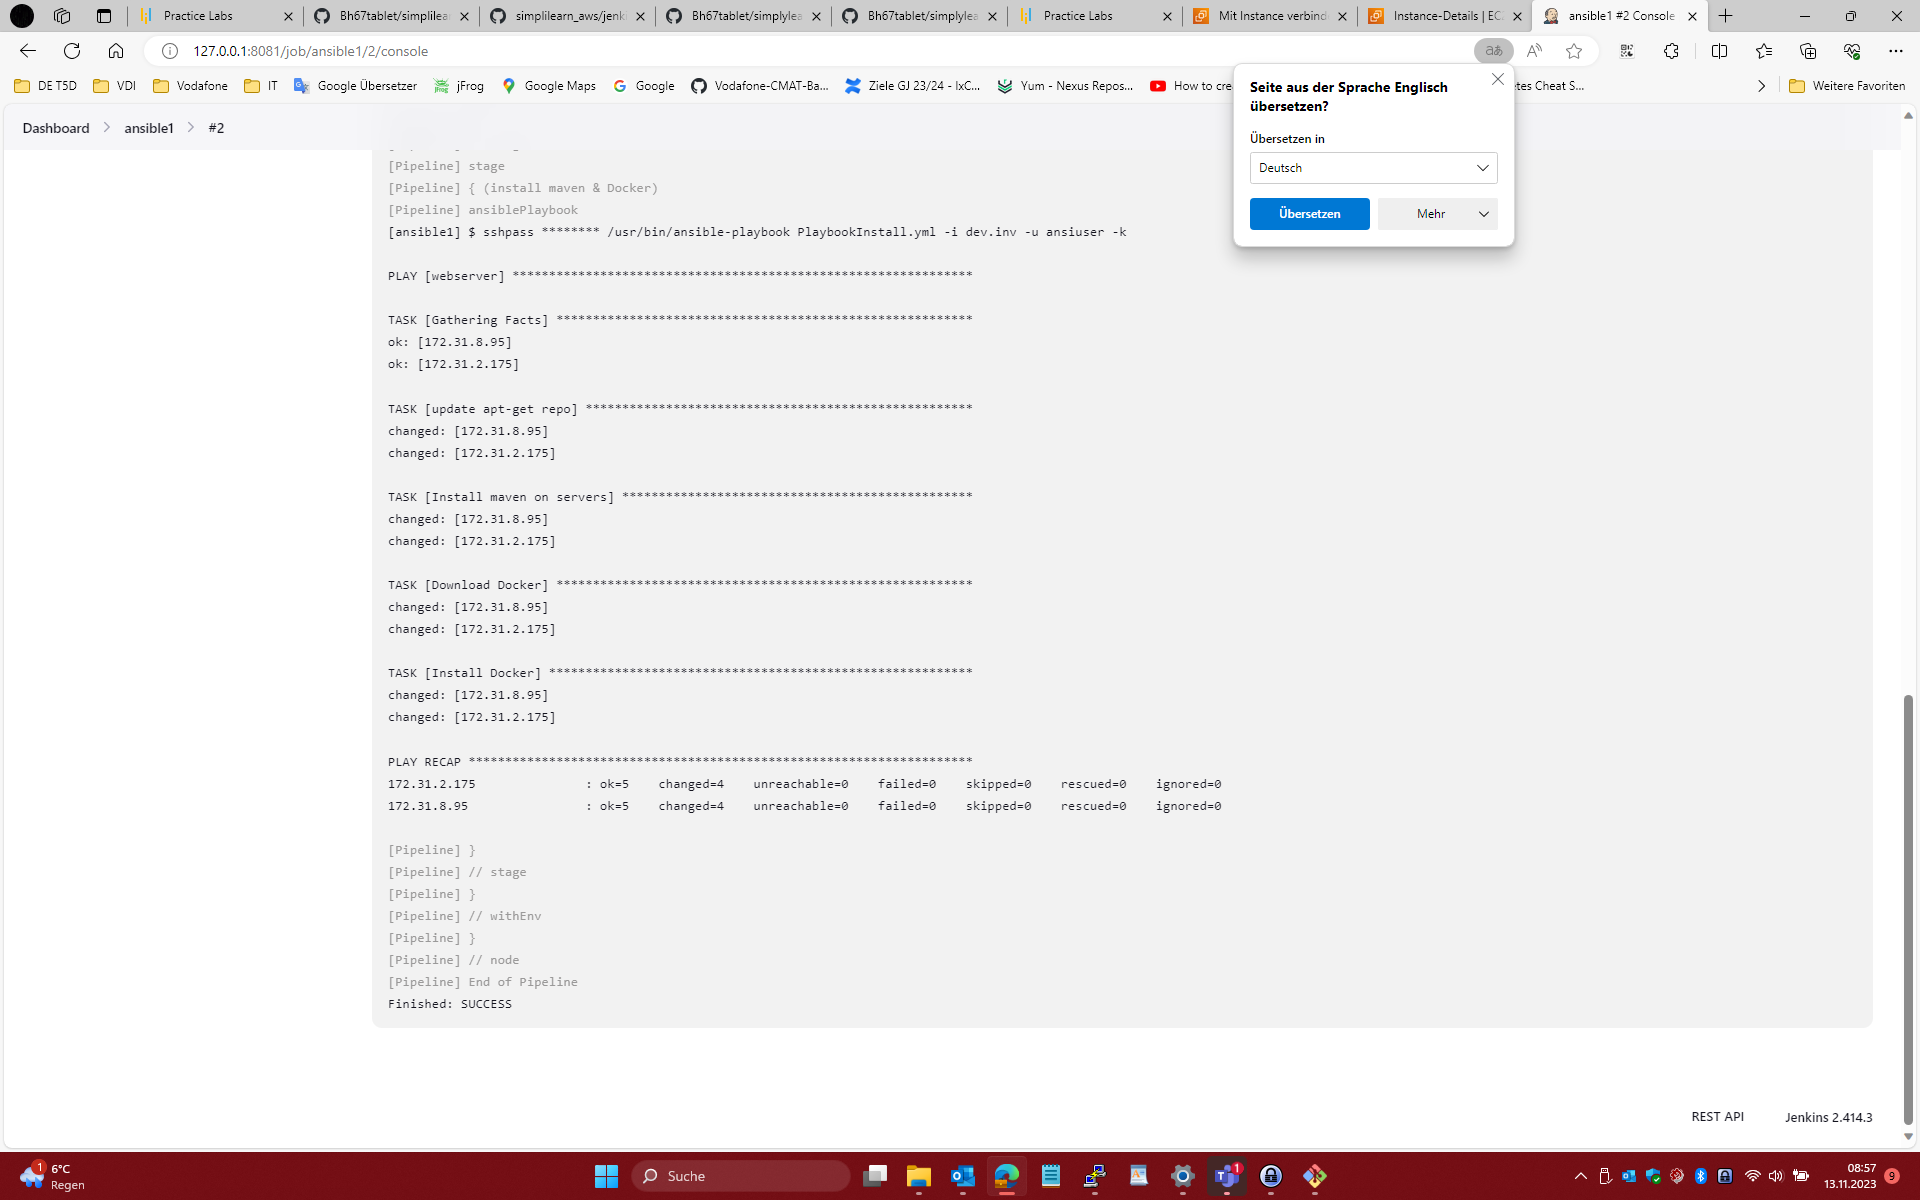 Practice Labs
Bh67tablet/simplilea
simplilearn_aws/jenk
Bh67tablet/simplylea
Bh67tablet/simplylea
Practice Labs
Mit Instance verbind
Instance-Details | EC
ansible1 #2 Console
127.0.0.1:8081/job/ansible1/2/console
DE T5D
VDI
Vodafone
IT
Google Übersetzer
jFrog
Google Maps
Google
Vodafone-CMAT-Ba...
Ziele GJ 23/24 - IxC...
Yum - Nexus Repos...
How to cre
etes Cheat S...
Weitere Favoriten
Seite aus der Sprache Englisch
übersetzen?
Übersetzen in
Deutsch
Übersetzen
Mehr
Dashboard
ansible1
#2
[Pipeline] stage
[Pipeline] { (install maven & Docker)
[Pipeline] ansiblePlaybook
[ansible1] $ sshpass ******** /usr/bin/ansible-playbook PlaybookInstall.yml -i dev.inv -u ansiuser -k
PLAY [webserver] ***************************************************************
TASK [Gathering Facts] *********************************************************
ok: [172.31.8.95]
ok: [172.31.2.175]
TASK [update apt-get repo] *****************************************************
changed: [172.31.8.95]
changed: [172.31.2.175]
TASK [Install maven on servers] ************************************************
changed: [172.31.8.95]
changed: [172.31.2.175]
TASK [Download Docker] *********************************************************
changed: [172.31.8.95]
changed: [172.31.2.175]
TASK [Install Docker] **********************************************************
changed: [172.31.8.95]
changed: [172.31.2.175]
PLAY RECAP *********************************************************************
172.31.2.175               : ok=5    changed=4    unreachable=0    failed=0    skipped=0    rescued=0    ignored=0
172.31.8.95                : ok=5    changed=4    unreachable=0    failed=0    skipped=0    rescued=0    ignored=0
[Pipeline] }
[Pipeline] // stage
[Pipeline] }
[Pipeline] // withEnv
[Pipeline] }
[Pipeline] // node
[Pipeline] End of Pipeline
Finished: SUCCESS
REST API
Jenkins 2.414.3
1
6°C
Regen
Suche
1
08:57
13.11.2023
9